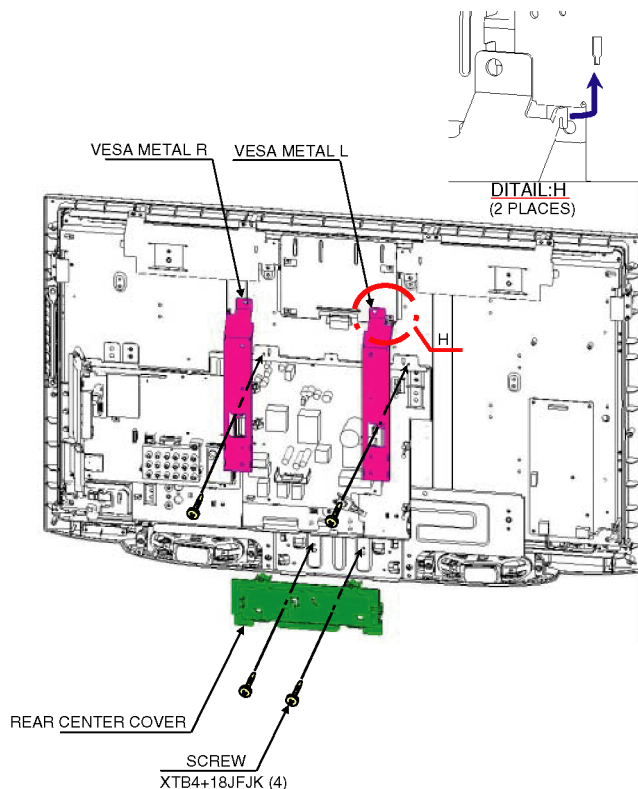 DITAIL:H
(2 PLACES)
VESA METAL R
VESA METAL L
H
REAR CENTER COVER
SCREW
XTB4+18JFJK (4)